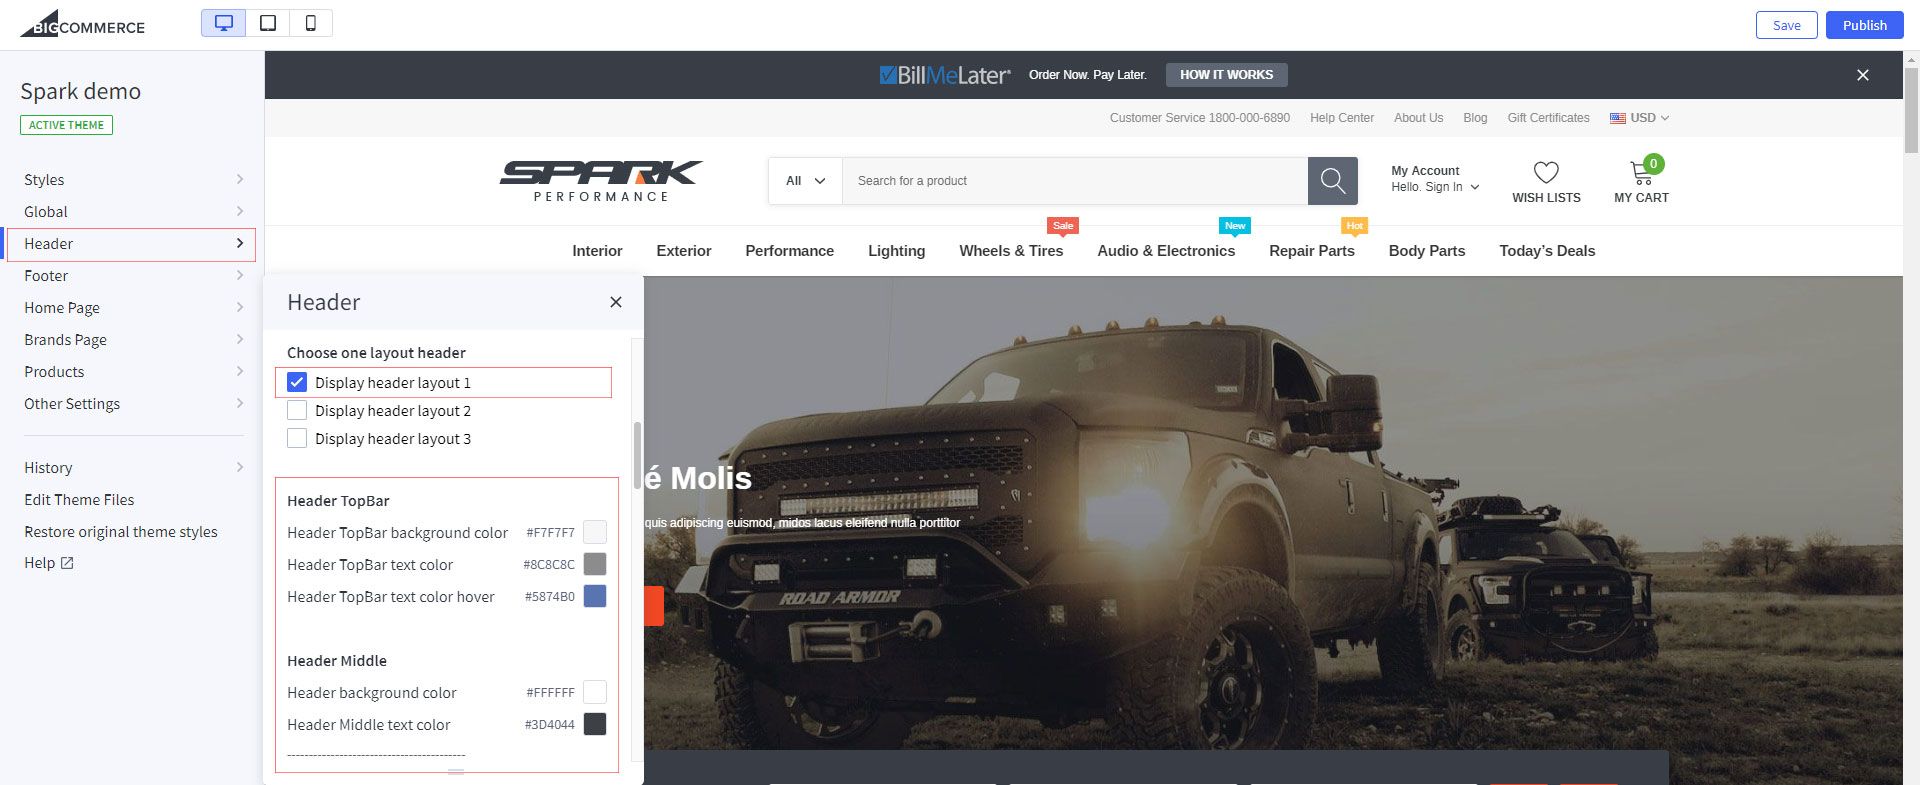 BIGCOMMERCE
Save
Publish
Spark demo
ACTIVE THEME
Styles
Global
Header
Footer
Home Page
Brands Page
Products
Other Settings
History
Edit Theme Files
Restore original theme styles
Help
BillMeLater®
Order Now. Pay Later.
HOW IT WORKS
Customer Service 1800-000-6890
Help Center
About Us
Blog
Gift Certificates
USD
SPARK
PERFORMANCE
All
Search for a product
My Account
Hello. Sign In
WISH LISTS
0
MY CART
Sale
New
Hot
Interior
Exterior
Performance
Lighting
Wheels & Tires
Audio & Electronics
Repair Parts
Body Parts
Today’s Deals
Header
Choose one layout header
Display header layout 1
Display header layout 2
Display header layout 3
Header TopBar
Header TopBar background color #F7F7F7
Header TopBar text color #8C8C8C
Header TopBar text color hover #5874B0
Header Middle
Header background color #FFFFFF
Header Middle text color #3D4044
-----------------------------------------
é Molis
quis adipiscing euismod, midos lacus eleifend nulla porttitor
ROAD ARMOR